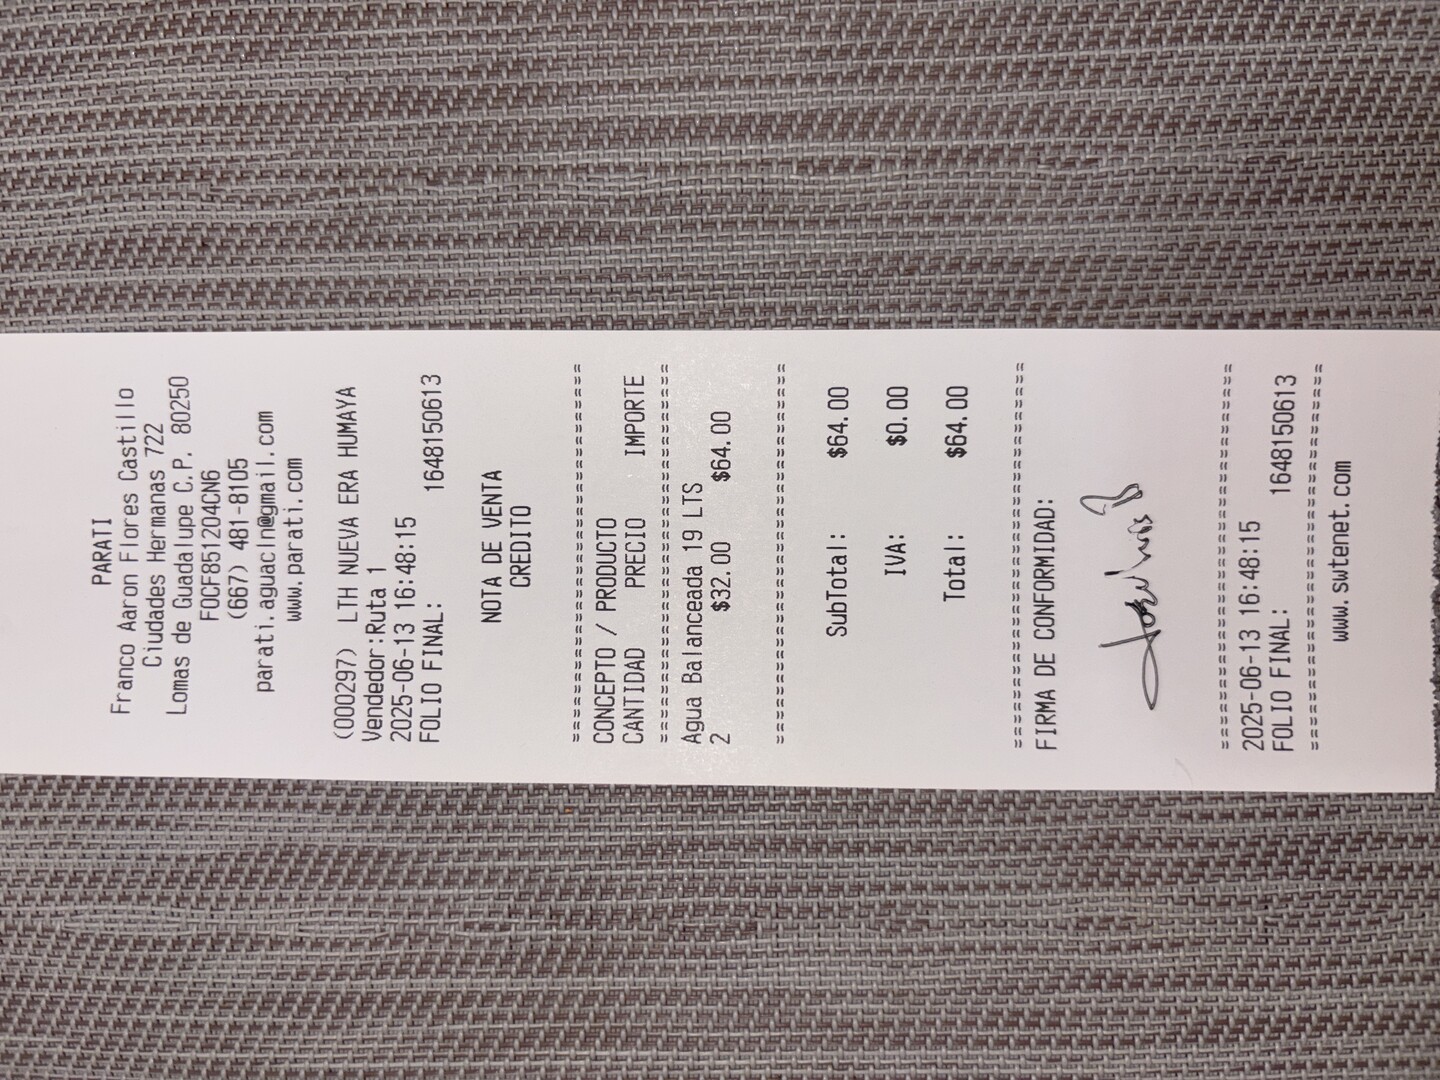 PARATI
Franco Aaron Flores Castillo
Ciudades Hermanas 722
Lomas de Guadalupe C.P. 80250
FOCF851204CN6
(667) 481-8105
parati.aguacln@gmail.com
www.parati.com
(000297) LTH NUEVA ERA HUMAYA
Vendedor:Ruta 1
2025-06-13 16:48:15
FOLIO FINAL: 1648150613
NOTA DE VENTA
CREDITO
==============================
CONCEPTO / PRODUCTO
CANTIDAD PRECIO IMPORTE
==============================
Agua Balanceada 19 LTS
2 $32.00 $64.00
==============================
SubTotal: $64.00
IVA: $0.00
Total: $64.00
==============================
FIRMA DE CONFORMIDAD:
==============================
2025-06-13 16:48:15
FOLIO FINAL: 1648150613
==============================
www.swtenet.com